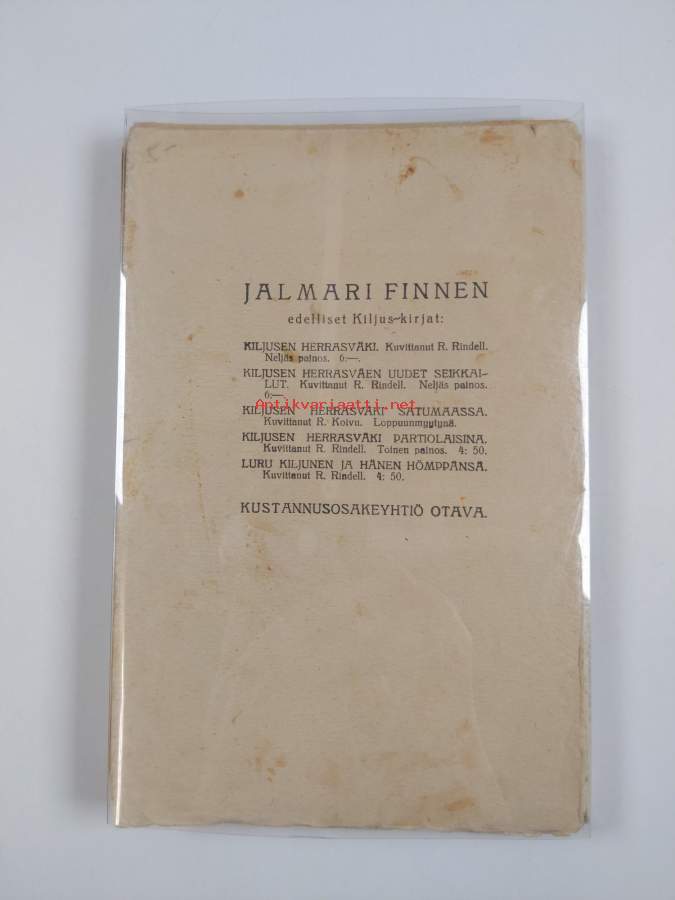 JALMARI FINNEN
edelliset Kiljus-kirjat:
KILJUSEN HERRASVÄKI. Kuvittanut R. Rindell.
Neljäs painos. 6:—.
KILJUSEN HERRASVÄEN UUDET SEIKKAI-
LUT. Kuvittanut R. Rindell. Neljäs painos.
6:—
Antikvariaatti.net
KILJUSEN HERRASVÄKI SATUMAASSA.
Kuvittanut R. Koivu. Loppuunmyytynä.
KILJUSEN HERRASVÄKI PARTIOLAISINA.
Kuvittanut R. Rindell. Toinen painos. 4: 50.
LURU KILJUNEN JA HÄNEN HÖMPPÄNSÄ.
Kuvittanut R. Rindell. 4: 50.
KUSTANNUSOSAKEYHTIÖ OTAVA.